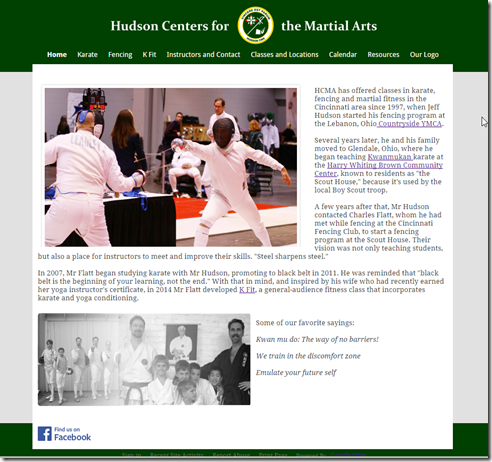 Hudson Centers for the Martial Arts
Home Karate Fencing K Fit Instructors and Contact Classes and Locations Calendar Resources Our Logo
HCMA has offered classes in karate,
fencing and martial fitness in the
Cincinnati area since 1997, when Jeff
Hudson started his fencing program at
the Lebanon, Ohio Countryside YMCA.
Several years later, he and his family
moved to Glendale, Ohio, where he
began teaching Kwanmukan karate at
the Harry Whiting Brown Community
Center, known to residents as "the
Scout House," because it's used by the
local Boy Scout troop.
A few years after that, Mr Hudson
contacted Charles Flatt, whom he had
met while fencing at the Cincinnati
Fencing Club, to start a fencing
program at the Scout House. Their
vision was not only teaching students,
but also a place for instructors to meet and improve their skills. "Steel sharpens steel."
In 2007, Mr Flatt began studying karate with Mr Hudson, promoting to black belt in 2011. He was reminded that "black
belt is the beginning of your learning, not the end." With that in mind, and inspired by his wife who had recently earned
her yoga instructor's certificate, in 2014 Mr Flatt developed K Fit, a general-audience fitness class that incorporates
karate and yoga conditioning.
Some of our favorite sayings:
Kwan mu do: The way of no barriers!
We train in the discomfort zone
Emulate your future self
Find us on
Facebook